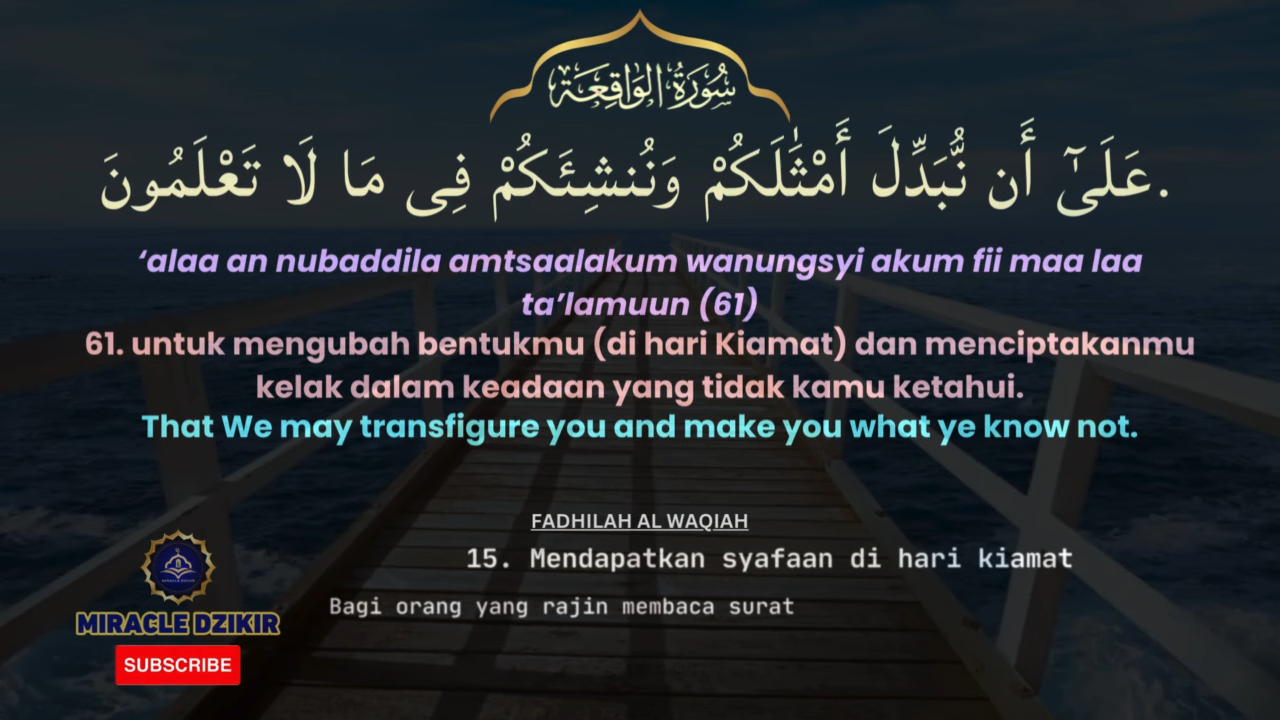 سُورَةُ الوَاقِعَة
عَلَىٰٓ أَن نُّبَدِّلَ أَمْثَٰلَكُمْ وَنُنشِئَكُمْ فِى مَا لَا تَعْلَمُونَ.
‘alaa an nubaddila amtsaalakum wanungsyi akum fii maa laa
ta’lamuun (61)
61. untuk mengubah bentukmu (di hari Kiamat) dan menciptakanmu
kelak dalam keadaan yang tidak kamu ketahui.
That We may transfigure you and make you what ye know not.
FADHILAH AL WAQIAH
15. Mendapatkan syafaan di hari kiamat
Bagi orang yang rajin membaca surat
MIRACLE DZIKIR
MIRACLE DZIKIR
SUBSCRIBE